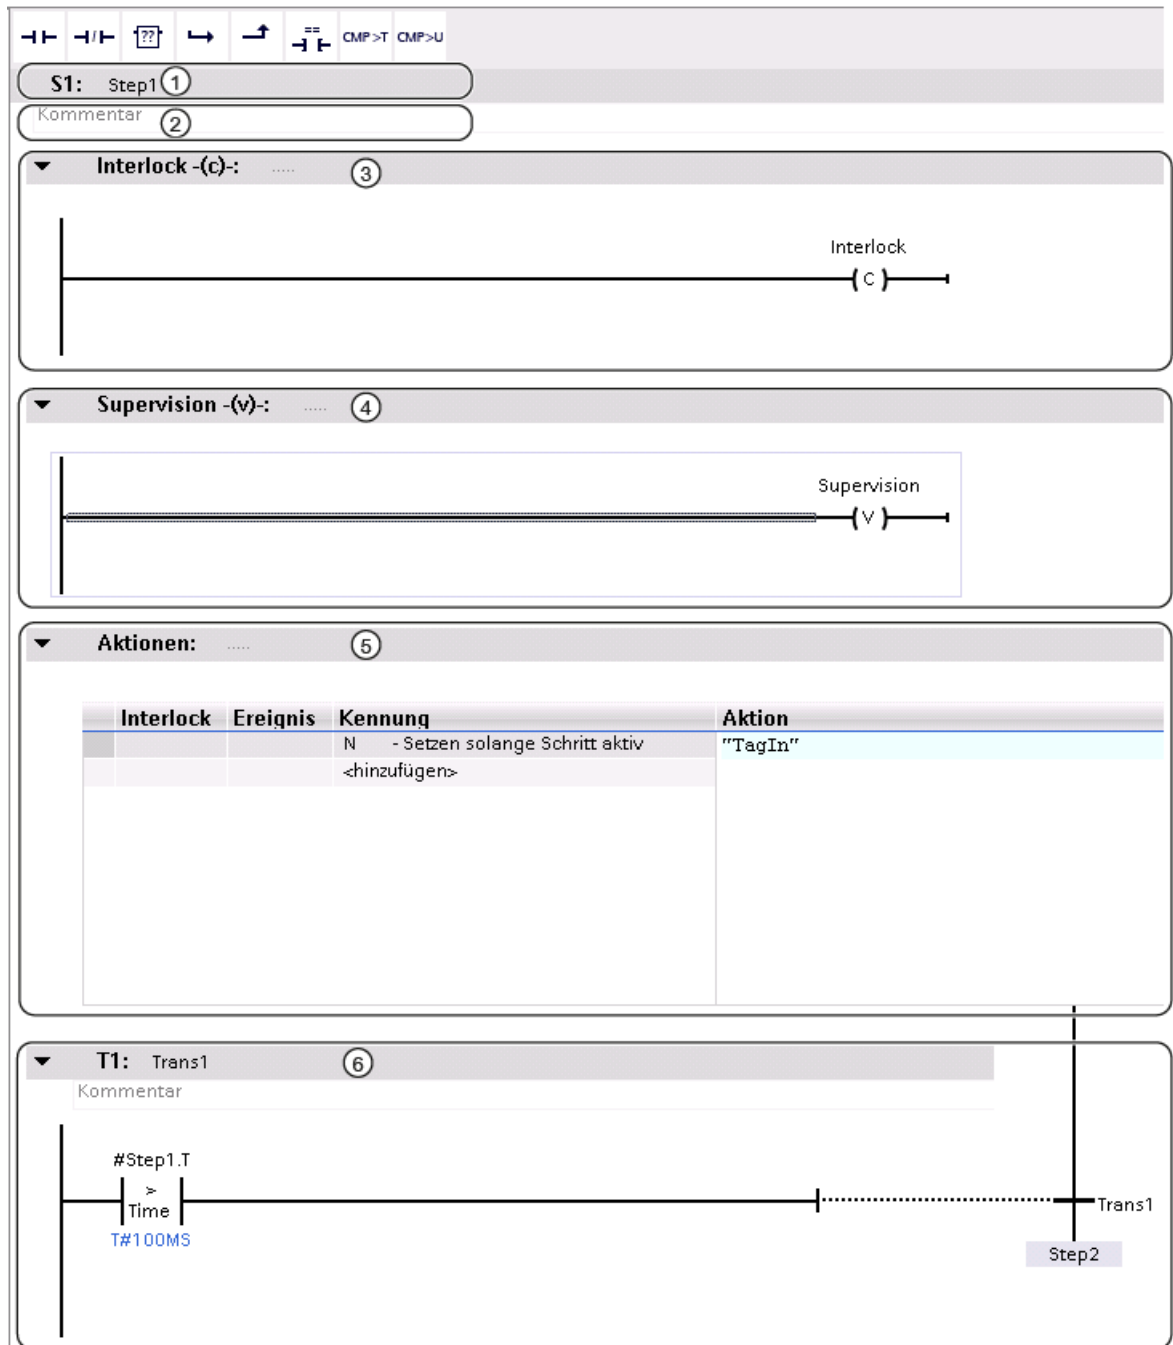 ?? == CMP>T CMP>U
S1: Step1 1
Kommentar 2
Interlock -(c)-: ..... 3
Interlock
( C )
Supervision -(v)-: ..... 4
Supervision
( V )
Aktionen: ..... 5
Interlock Ereignis Kennung Aktion
N - Setzen solange Schritt aktiv "TagIn"
<hinzufügen>
T1: Trans1 6
Kommentar
#Step1.T
>
Time
Trans1
T#100MS
Step2